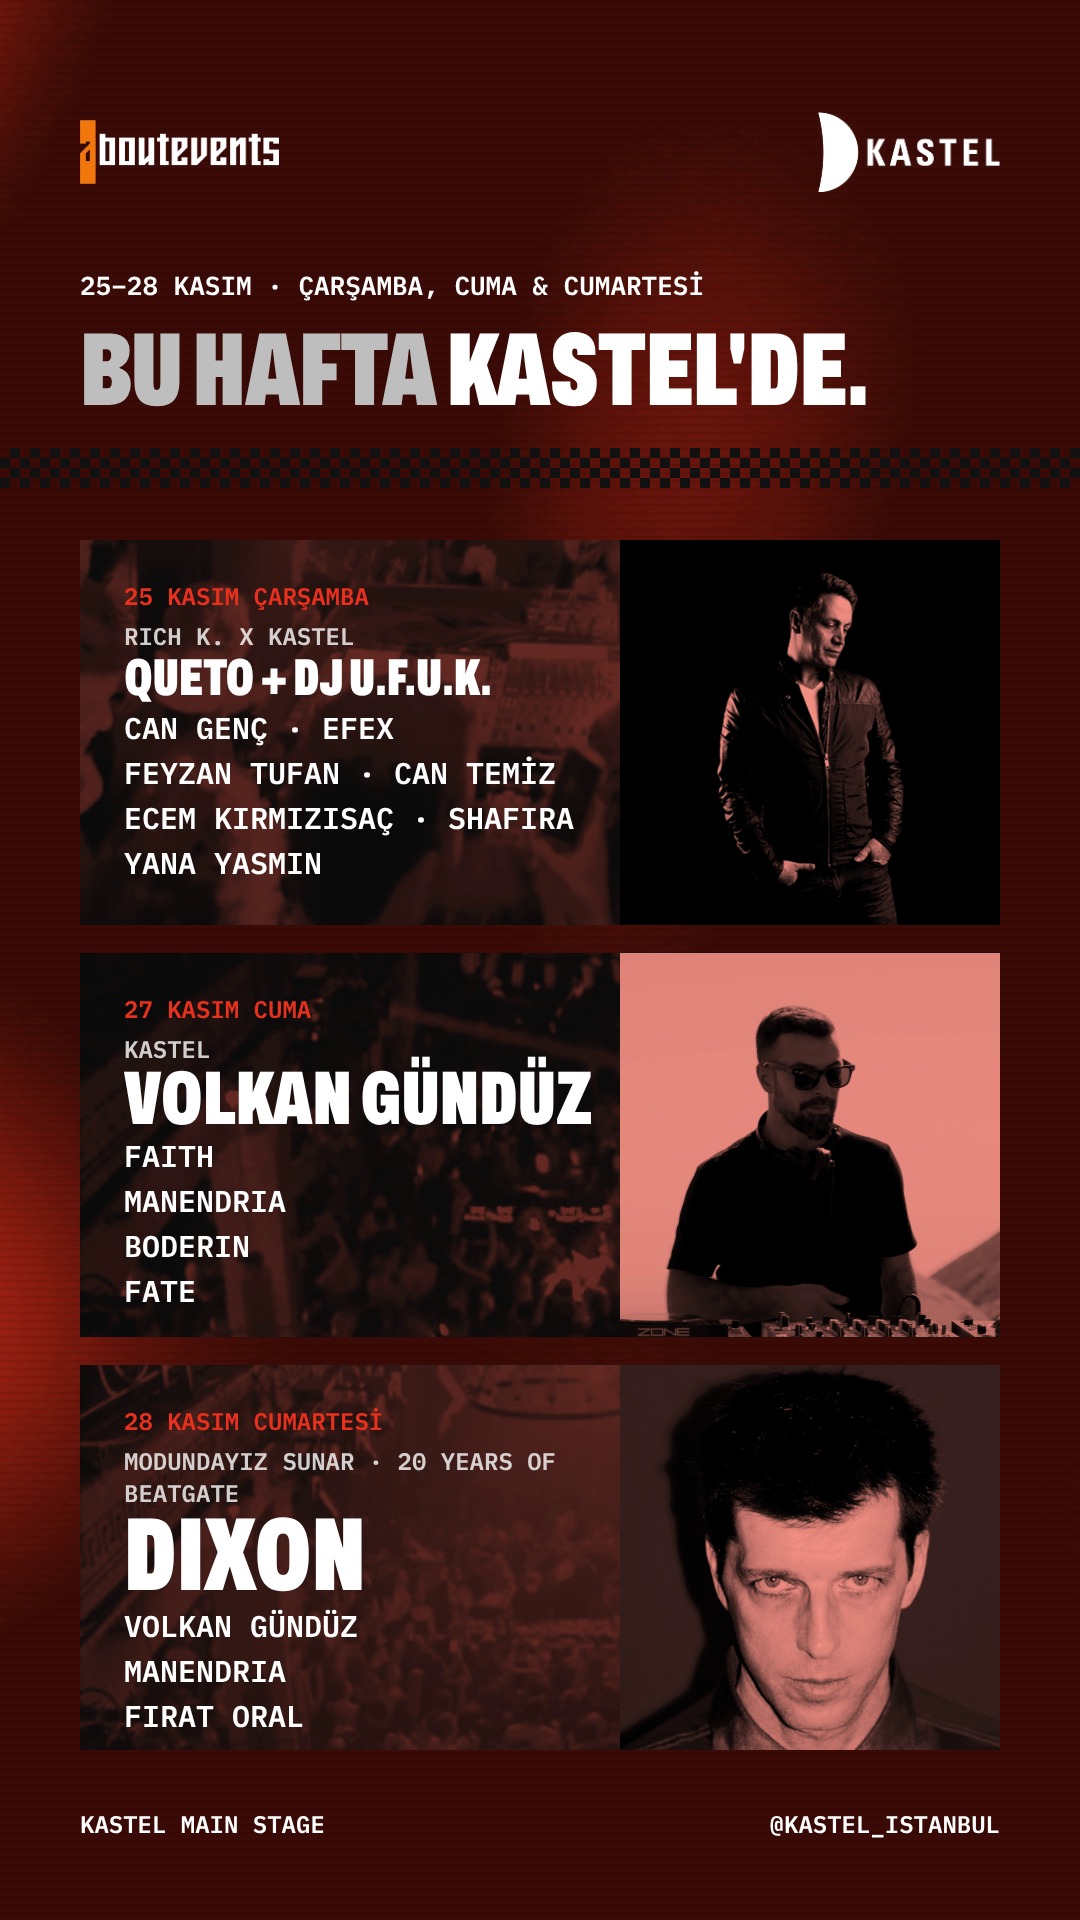 aboutevents
KASTEL
25–28 KASIM · ÇARŞAMBA, CUMA & CUMARTESİ
BU HAFTA KASTEL'DE.
25 KASIM ÇARŞAMBA
RICH K. X KASTEL
QUETO + DJ U.F.U.K.
CAN GENÇ · EFEX
FEYZAN TUFAN · CAN TEMİZ
ECEM KIRMIZISAÇ · SHAFIRA
YANA YASMIN
27 KASIM CUMA
KASTEL
VOLKAN GÜNDÜZ
FAITH
MANENDRIA
BODERIN
FATE
ZONE
28 KASIM CUMARTESİ
MODUNDAYIZ SUNAR · 20 YEARS OF
BEATGATE
DIXON
VOLKAN GÜNDÜZ
MANENDRIA
FIRAT ORAL
KASTEL MAIN STAGE
@KASTEL_ISTANBUL